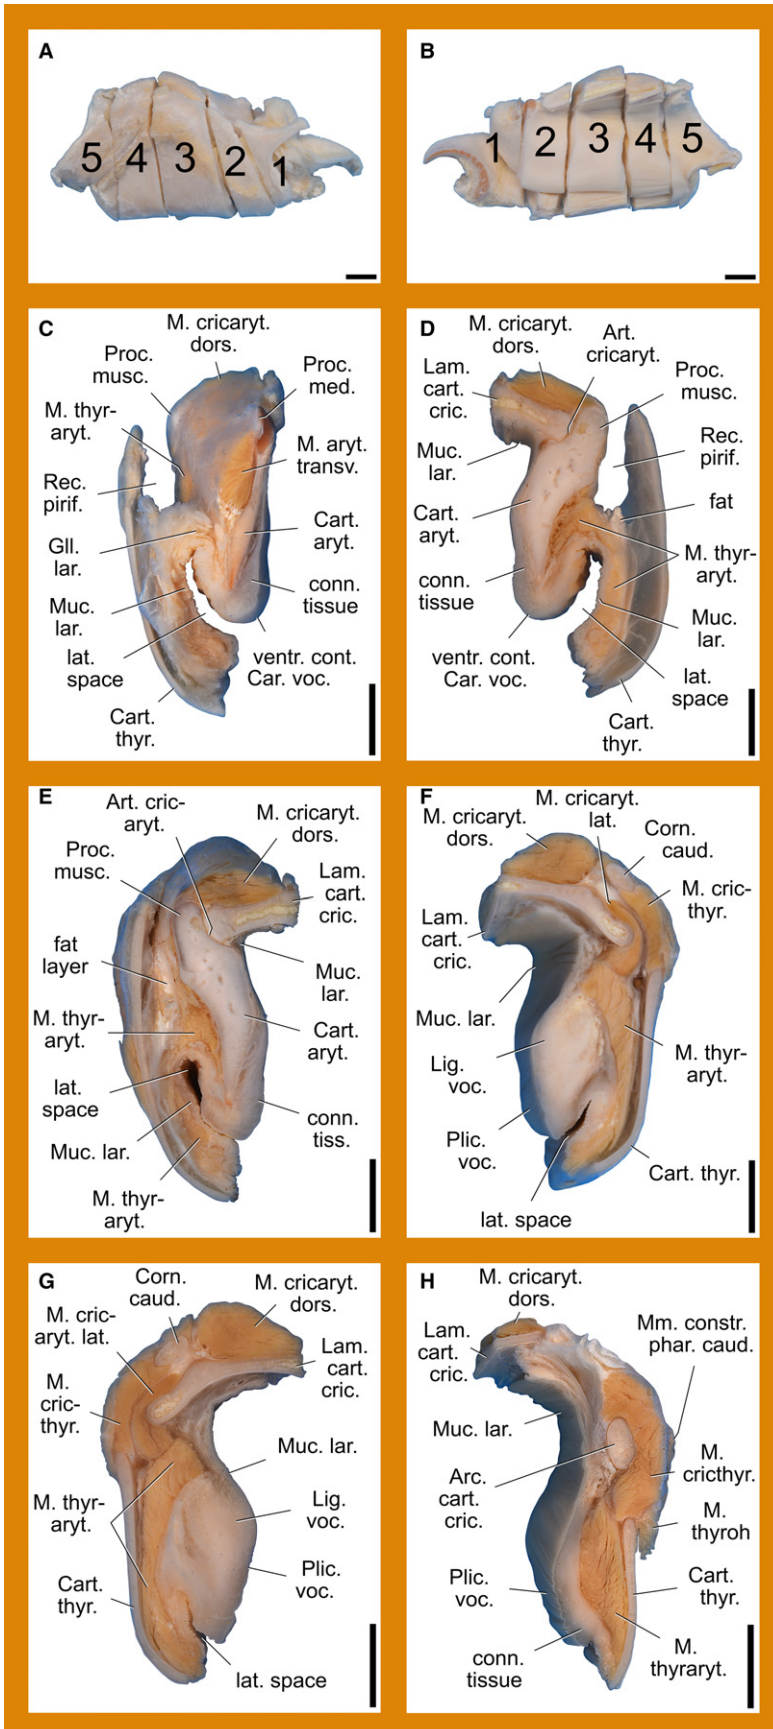 A
5 4 3 2 1
B
1 2 3 4 5
C
M. cricaryt.
dors.
Proc.
musc.
Proc.
med.
M. thyr-
aryt.
M. aryt.
transv.
Rec.
pirif.
Cart.
aryt.
Gll.
lar.
conn.
tissue
Muc.
lar.
lat.
space
ventr. cont.
Car. voc.
Cart.
thyr.
D
M. cricaryt.
dors.
Art.
cricaryt.
Lam.
cart.
cric.
Proc.
musc.
Muc.
lar.
Rec.
pirif.
Cart.
aryt.
fat
M. thyr-
aryt.
conn.
tissue
Muc.
lar.
ventr. cont.
Car. voc.
lat.
space
Cart.
thyr.
E
Art. cric-
aryt.
M. cricaryt.
dors.
Proc.
musc.
Lam.
cart.
cric.
fat
layer
Muc.
lar.
M. thyr-
aryt.
Cart.
aryt.
lat.
space
conn.
tiss.
Muc. lar.
M. thyr-
aryt.
F
M. cricaryt.
dors.
M. cricaryt.
lat.
Corn.
caud.
M. cric-
thyr.
Lam.
cart.
cric.
Muc. lar.
M. thyr-
aryt.
Lig.
voc.
Plic.
voc.
Cart. thyr.
lat. space
G
Corn.
caud.
M. cricaryt.
dors.
M. cric-
aryt. lat.
Lam.
cart.
cric.
M.
cric-
thyr.
Muc. lar.
M. thyr-
aryt.
Lig.
voc.
Cart.
thyr.
Plic.
voc.
lat. space
H
M. cricaryt.
dors.
Lam.
cart.
cric.
Mm. constr.
phar. caud.
Muc. lar.
M.
cricthyr.
Arc.
cart.
cric.
M.
thyroh
Plic.
voc.
Cart.
thyr.
conn.
tissue
M.
thyraryt.